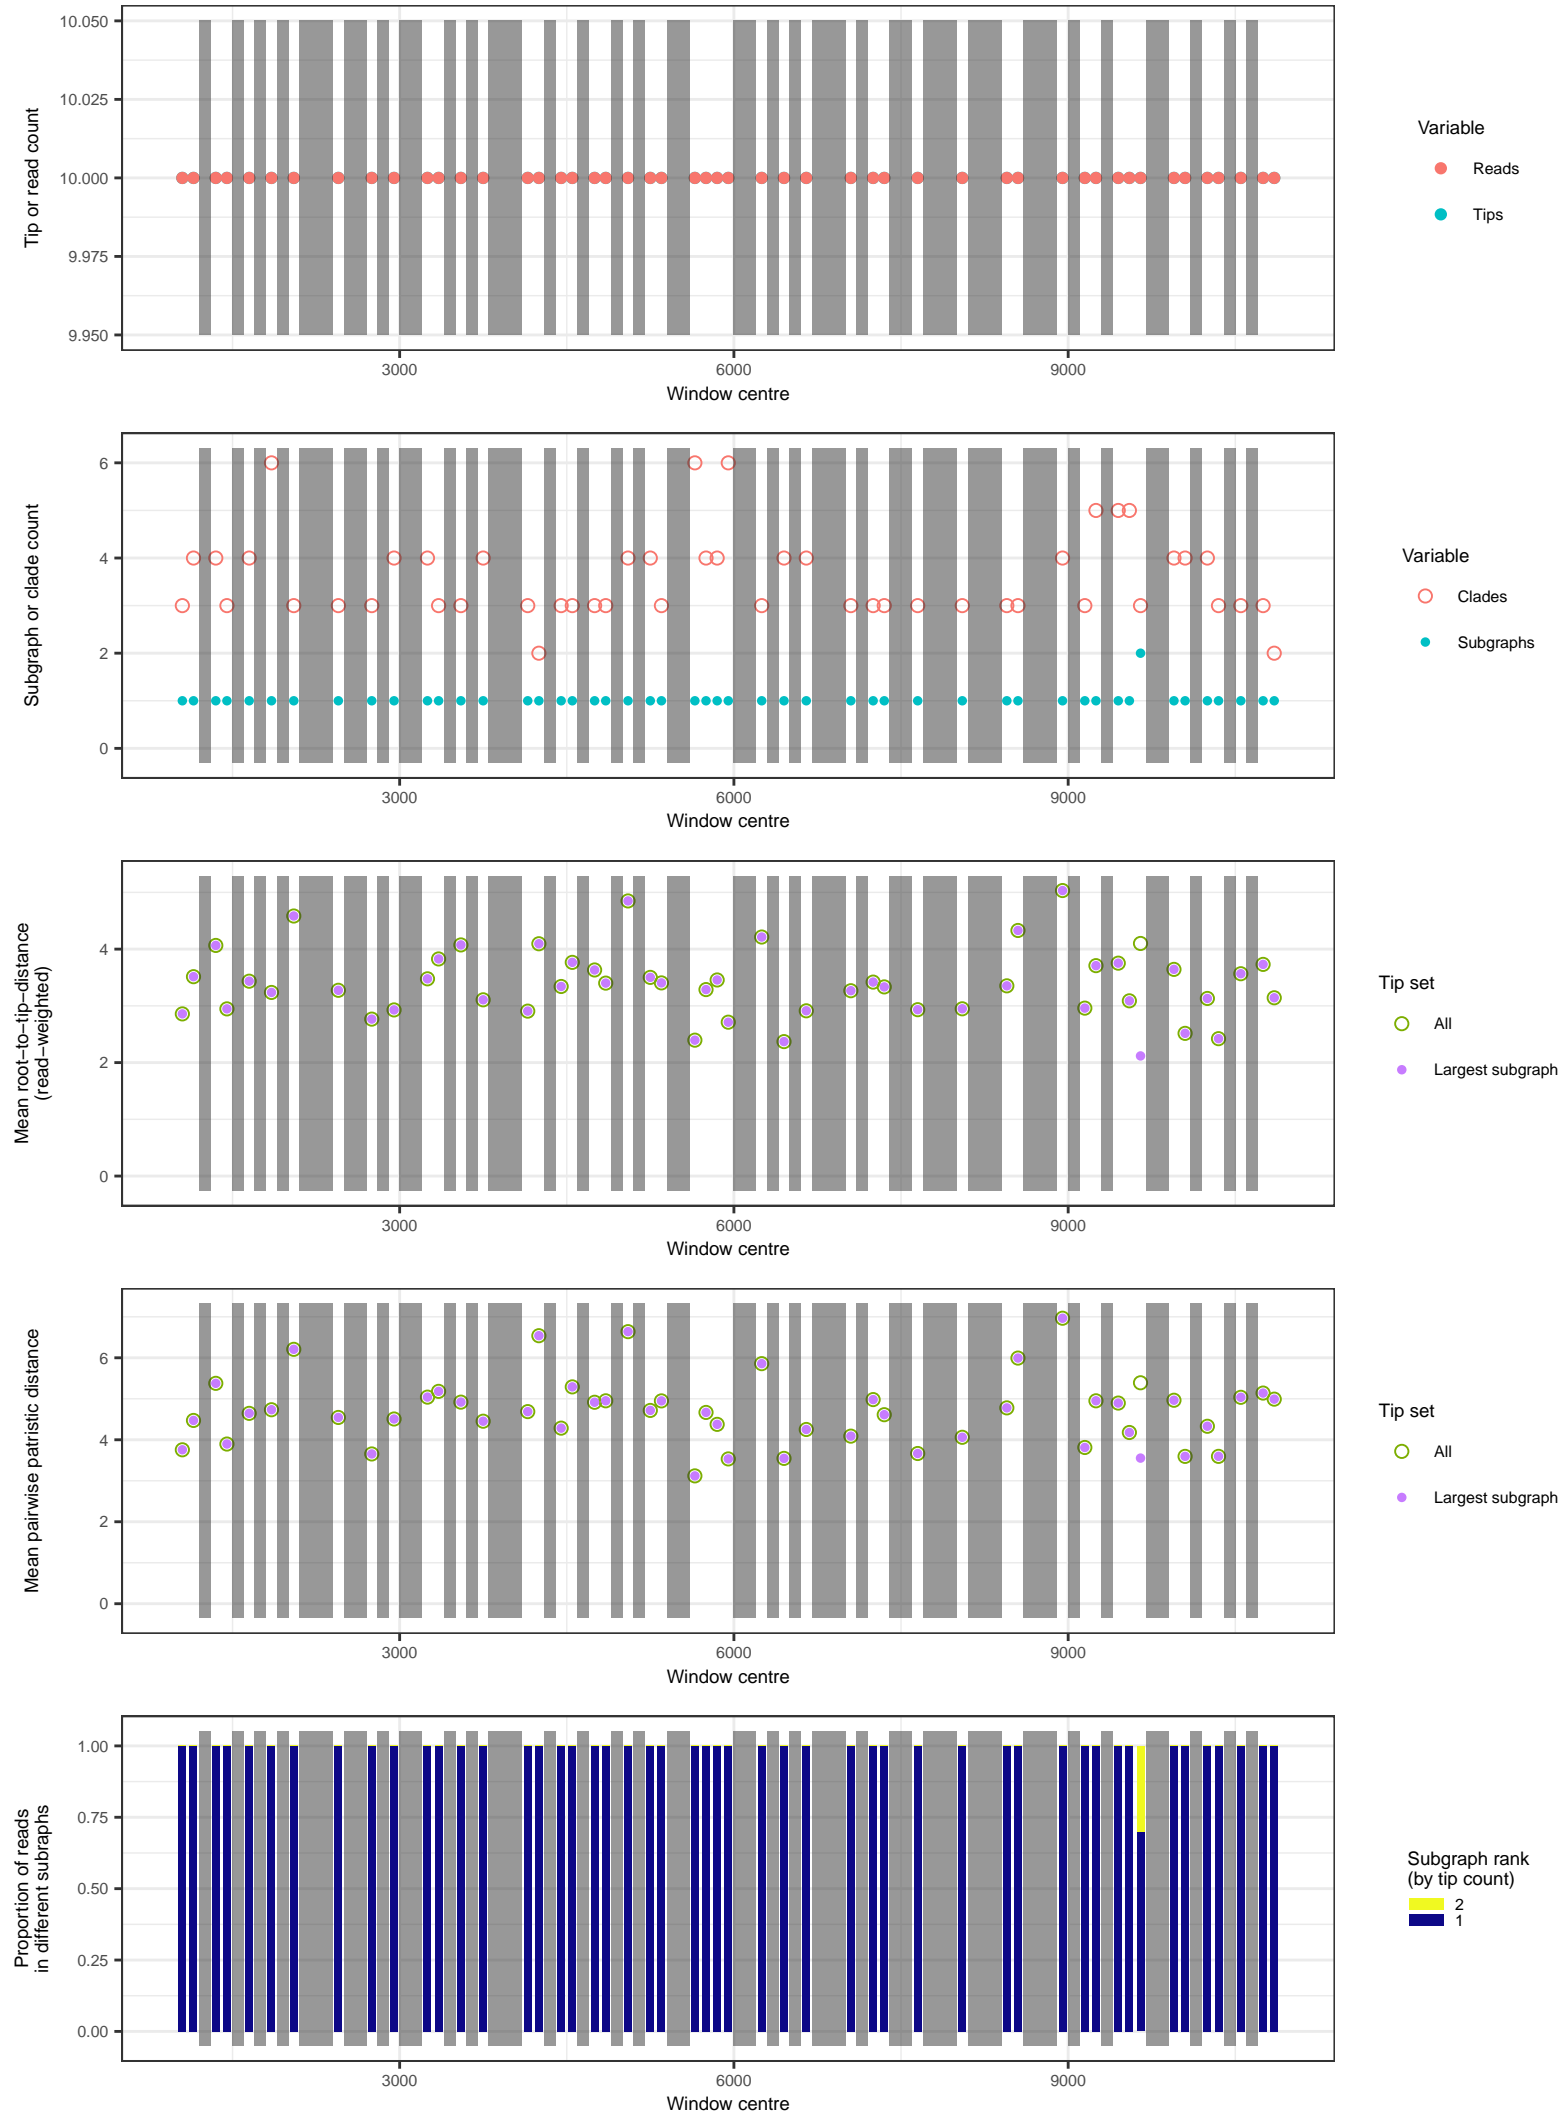 Tip or read count
10.050
10.025
10.000
9.975
9.950
3000
6000
9000
Window centre
Variable
Reads
Tips
Subgraph or clade count
6
4
2
0
3000
6000
9000
Window centre
Variable
Clades
Subgraphs
Mean root−to−tip−distance
(read−weighted)
4
2
0
3000
6000
9000
Window centre
Tip set
All
Largest subgraph
Mean pairwise patristic distance
6
4
2
0
3000
6000
9000
Window centre
Tip set
All
Largest subgraph
Proportion of reads
in different subraphs
1.00
0.75
0.50
0.25
0.00
3000
6000
9000
Window centre
Subgraph rank
(by tip count)
2
1